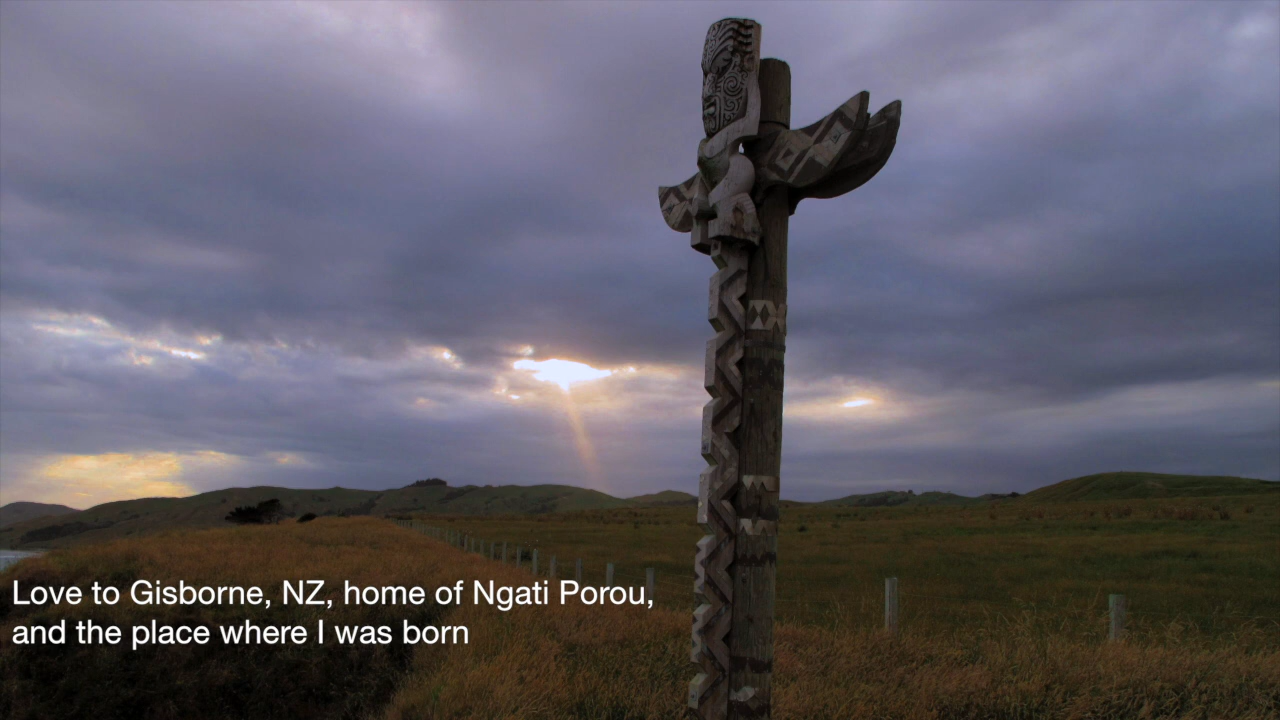 Love to Gisborne, NZ, home of Ngati Porou,
and the place where I was born